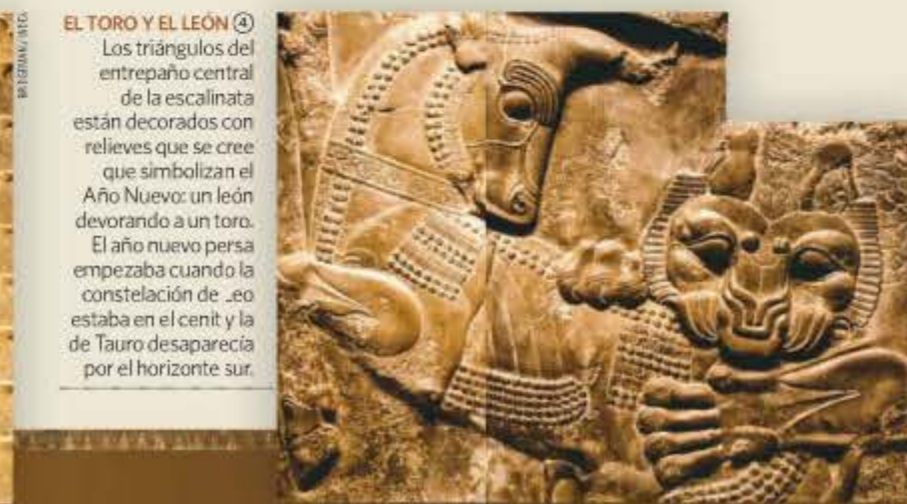 EL TORO Y EL LEÓN ④
Los triángulos del
entrepaño central
de la escalinata
están decorados con
relieves que se cree
que simbolizan el
Año Nuevo: un león
devorando a un toro.
El año nuevo persa
empezaba cuando la
constelación de Leo
estaba en el cenit y la
de Tauro desaparecía
por el horizonte sur.